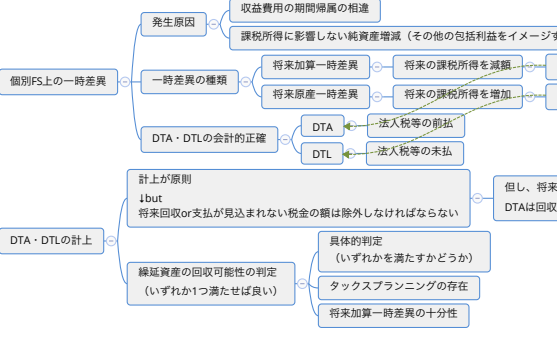 収益費用の期間帰属の相違
発生原因
課税所得に影響しない純資産増減（その他の包括利益をイメージす
将来加算一時差異
将来の課税所得を減額
個別FS上の一時差異
一時差異の種類
将来原産一時差異
将来の課税所得を増加
DTA
法人税等の前払
DTA・DTLの会計的正確
DTL
法人税等の未払
計上が原則
↓but
将来回収or支払が見込まれない税金の額は除外しなければならない
但し、将来
DTAは回収
DTA・DTLの計上
具体的判定
（いずれかを満たすかどうか）
繰延資産の回収可能性の判定
（いずれか1つ満たせば良い）
タックスプランニングの存在
将来加算一時差異の十分性